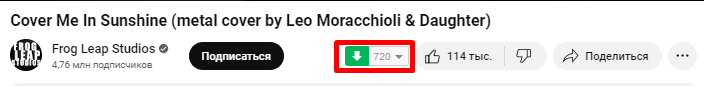 Cover Me In Sunshine (metal cover by Leo Moracchioli & Daughter)
FROG LEAP STUDIOS
Frog Leap Studios
4,76 млн подписчиков
Подписаться
720
114 тыс.
Поделиться